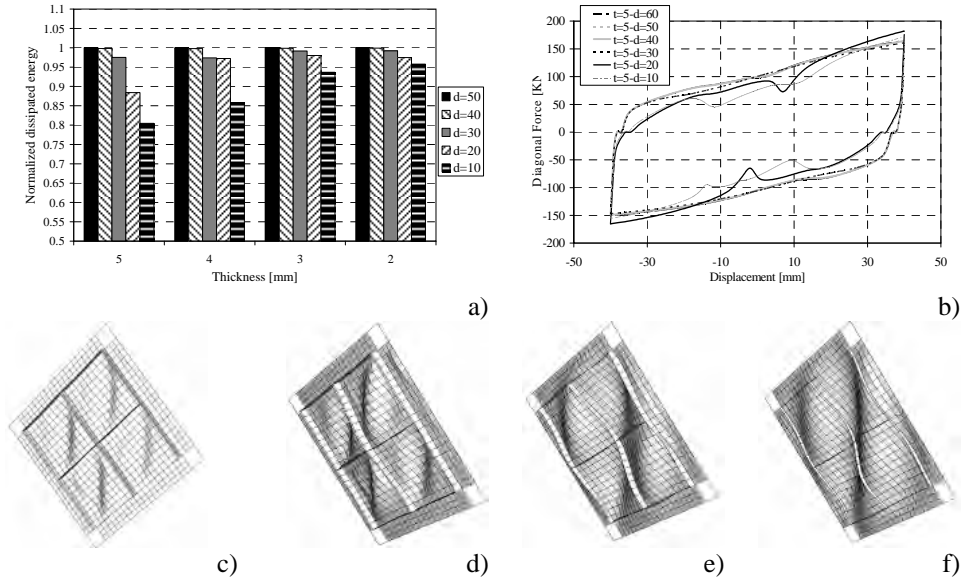 1.1
1.05
1
0.95
0.9
0.85
0.8
0.75
0.7
0.65
0.6
0.55
0.5
Normalized dissipated energy
5
4
3
2
Thickness [mm]
d=50
d=40
d=30
d=20
d=10
a)
200
150
100
50
0
-50
-100
-150
-200
Diagonal Force [KN]
t=5-d=60
t=5-d=50
t=5-d=40
t=5-d=30
t=5-d=20
t=5-d=10
-50
-30
-10
10
30
50
Displacement [mm]
b)
c)
d)
e)
f)